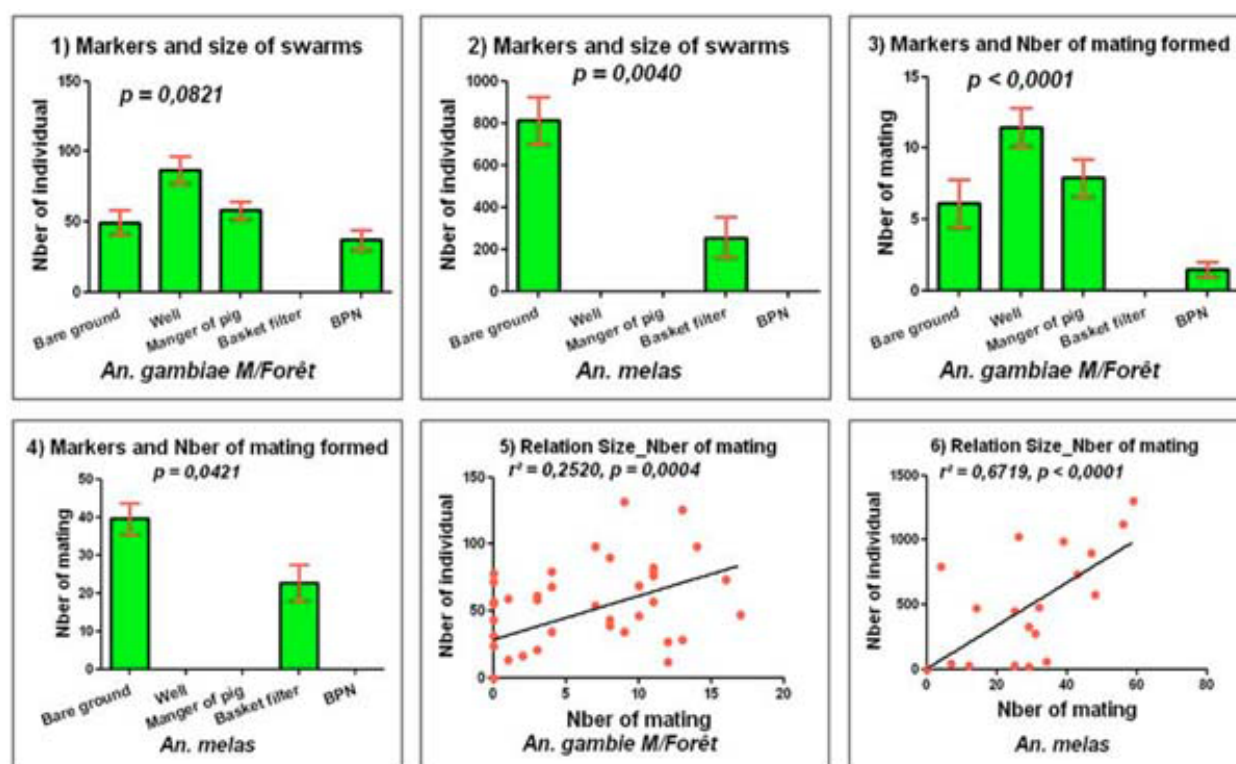 1) Markers and size of swarms
p = 0,0821
150
100
50
0
Nber of individual
Bare ground
Well
Manger of pig
Basket filter
BPN
An. gambiae M/Forêt
2) Markers and size of swarms
p = 0,0040
1000
800
600
400
200
0
Nber of individual
Bare ground
Well
Manger of pig
Basket filter
BPN
An. melas
3) Markers and Nber of mating formed
p < 0,0001
15
10
5
0
Nber of mating
Bare ground
Well
Manger of pig
Basket filter
BPN
An. gambiae M/Forêt
4) Markers and Nber of mating formed
p = 0,0421
50
40
30
20
10
0
Nber of mating
Bare ground
Well
Manger of pig
Basket filter
BPN
An. melas
5) Relation Size_Nber of mating
r² = 0,2520, p = 0,0004
150
100
50
0
Nber of individual
0 5 10 15 20
Nber of mating
An. gambie M/Forêt
6) Relation Size_Nber of mating
r² = 0,6719, p < 0,0001
1500
1000
500
0
Nber of individual
0 20 40 60 80
Nber of mating
An. melas